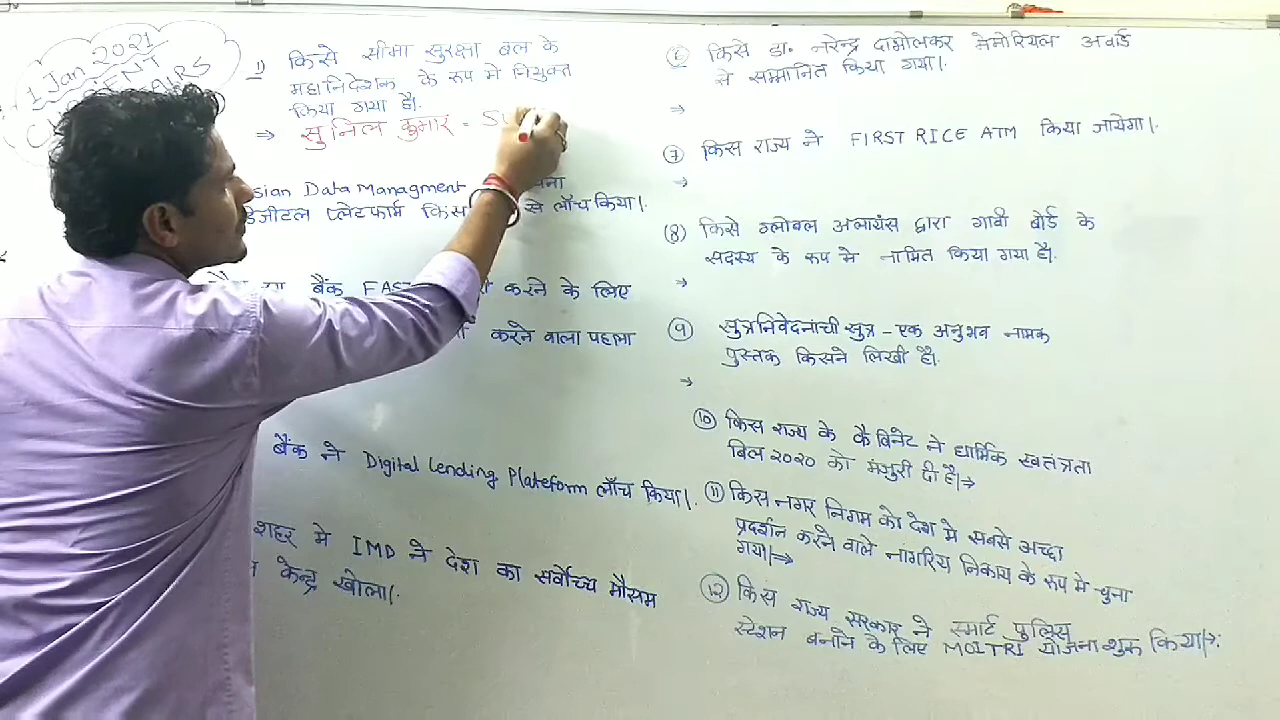 1 Jan 2021
CURRENT
AFFAIRS
1) किसे सीमा सुरक्षा बल के
महानिदेशक के रूप मे नियुक्त
किया गया है।
⇒ सुनिल कुमार = S
sian Data Managment
डिजीटल प्लेटफार्म किस से लॉच किया।
बैंक FAS करने के लिए
करने वाला पहला
बैंक ने Digital Lending Plateform लॉच किया।
शहर मे IMD ने देश का सर्वोच्च मौसम
केन्द्र खोला।
⑥ किसे डा॰ नरेन्द्र दाभोलकर मेमोरियल अवार्ड
से सम्मानित किया गया।
⇒
⑦ किस राज्य ने FIRST RICE ATM किया जायेगा।
⇒
(8) किसे ग्लोबल अलायंस द्वारा गावी बोर्ड के
सदस्य के रूप मे नामित किया गया है।
⇒
⑨ सुत्रनिवेदनाची सुत्र - एक अनुभव नामक
पुस्तक किसने लिखी है।
⇒
⑩ किस राज्य के कैबिनेट ने धार्मिक स्वतंत्रता
बिल २०२० को मंजुरी दी है।→
⑪ किस नगर निगम को देश मे सबसे अच्छा
प्रदर्शन करने वाले नागरिय निकाय के रूप मे चुना
गया।→
⑫ किस राज्य सरकार ने स्मार्ट पुलिस
स्टेशन बनाने के लिए MOITRI योजना शुरू किया।→